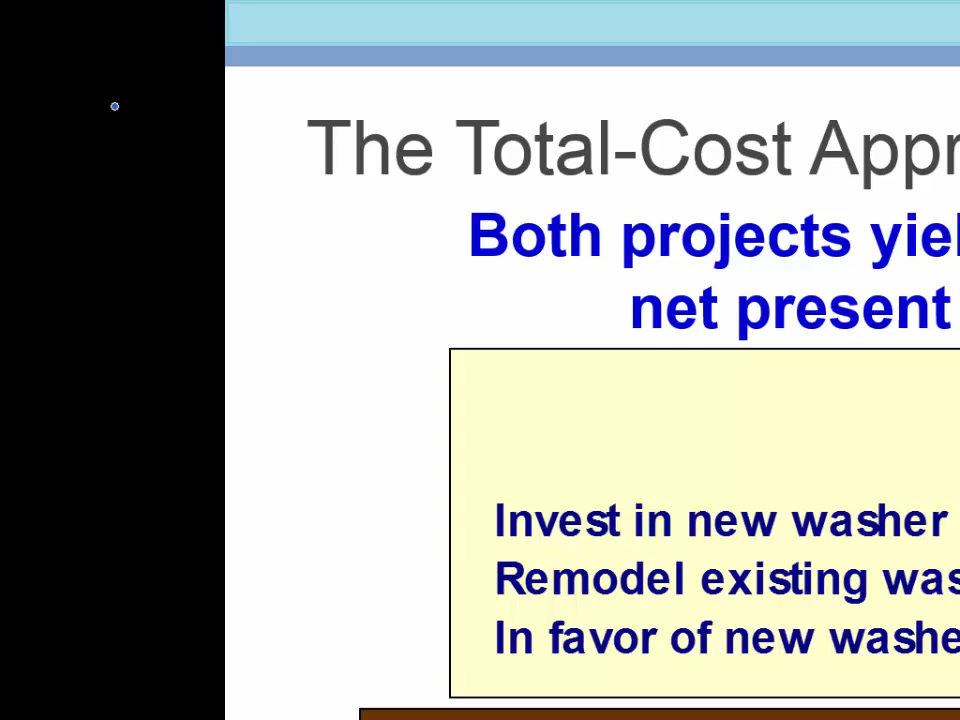 The Total-Cost Appr
Both projects yiel
net present
Invest in new washer
Remodel existing was
In favor of new washe